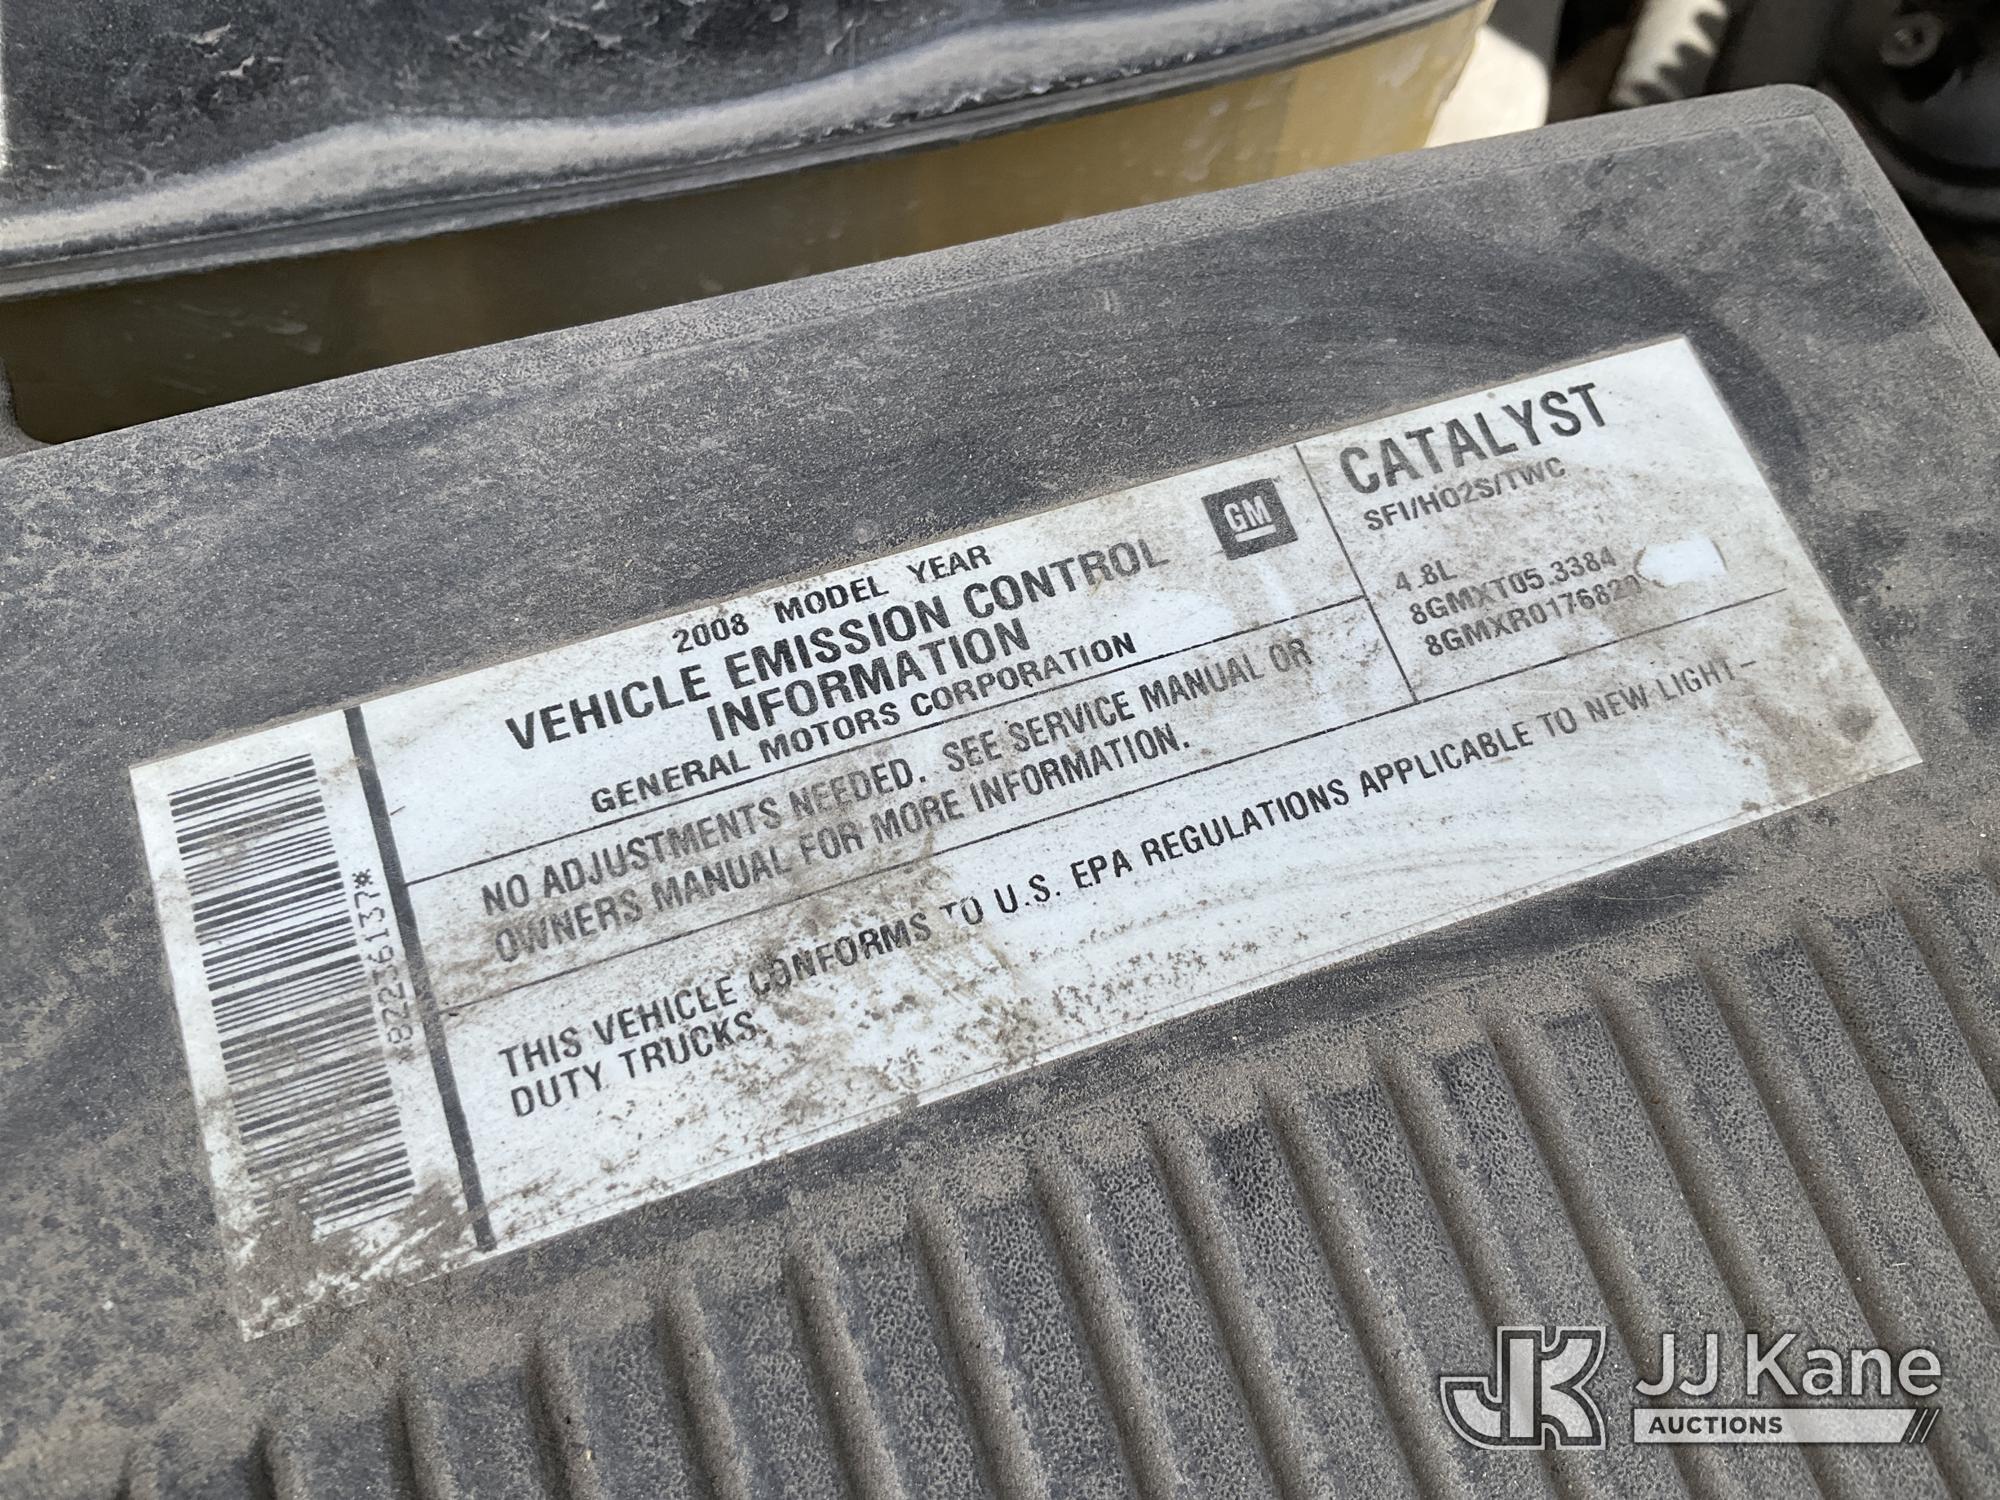 2008 MODEL YEAR
VEHICLE EMISSION CONTROL
INFORMATION
GENERAL MOTORS CORPORATION
GM
CATALYST
SFI/HO2S/TWC
4.8L
8GMXT05.3384
NO ADJUSTMENTS NEEDED. SEE SERVICE MANUAL OR
OWNERS MANUAL FOR MORE INFORMATION.
THIS VEHICLE CONFORMS TO U.S. EPA REGULATIONS APPLICABLE TO NEW LIGHT-
DUTY TRUCKS.
*82236137*
JK
JJ Kane
AUCTIONS